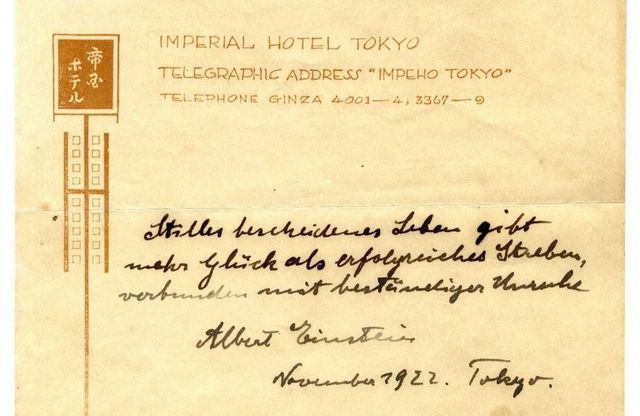 帝国
ホテル
IMPERIAL HOTEL TOKYO
TELEGRAPHIC ADDRESS "IMPEHO TOKYO"
TELEPHONE GINZA 4001—4, 3367—9
Stilles bescheidenes Leben gibt
mehr Glück als erfolgreiches Streben,
verbunden mit beständiger Unruhe
Albert Einstein
November 1922. Tokyo.